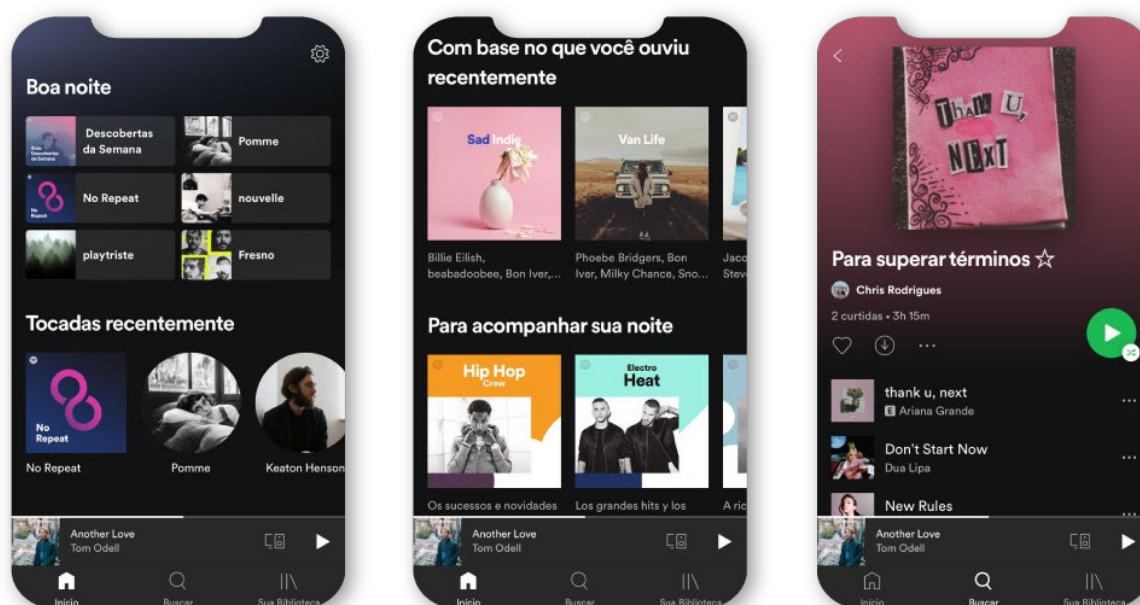 Boa noite
Descobertas
da Semana
Pomme
No Repeat
nouvelle
playtriste
Fresno
Tocadas recentemente
No
Repeat
No Repeat
Pomme
Keaton Henson
Another Love
Tom Odell
Início
Buscar
Sua Biblioteca
Com base no que você ouviu
recentemente
Sad Indie
Van Life
Billie Eilish,
beabadoobee, Bon Iver,...
Phoebe Bridgers, Bon
Iver, Milky Chance, Sno...
Jaco
Stev
Para acompanhar sua noite
Hip Hop
Crew
Electro
Heat
Os sucessos e novidades
Los grandes hits y los
A ric
Another Love
Tom Odell
Início
Buscar
Sua Biblioteca
THANK U,
NEXT
Para superar términos ☆
Chris Rodrigues
2 curtidas • 3h 15m
thank u, next
E Ariana Grande
Don't Start Now
Dua Lipa
New Rules
Another Love
Tom Odell
Início
Buscar
Sua Biblioteca